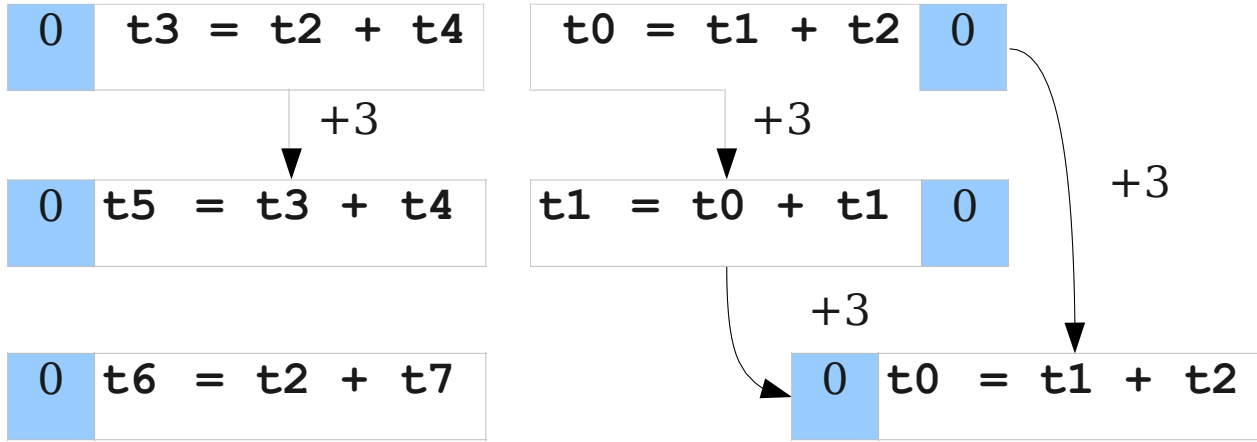 0 t3 = t2 + t4
t0 = t1 + t2 0
+3
+3
+3
0 t5 = t3 + t4
t1 = t0 + t1 0
+3
0 t6 = t2 + t7
0 t0 = t1 + t2